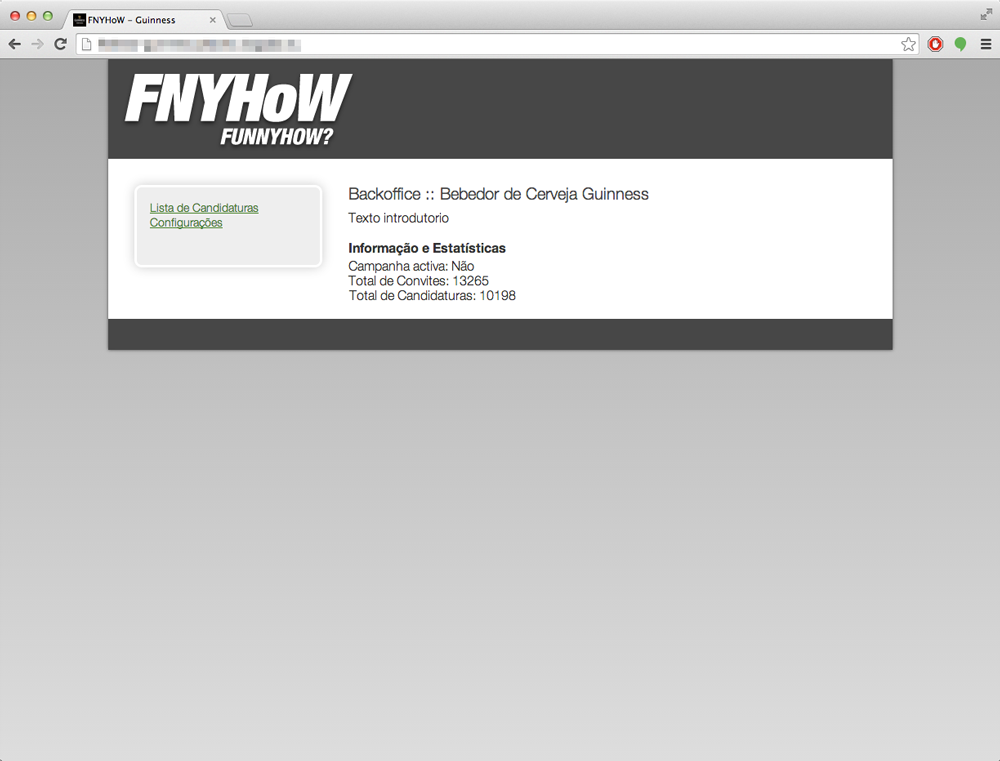 FNYHoW – Guinness
FNYHoW
FUNNYHOW?
Lista de Candidaturas
Configurações
Backoffice :: Bebedor de Cerveja Guinness
Texto introdutorio
Informação e Estatísticas
Campanha activa: Não
Total de Convites: 13265
Total de Candidaturas: 10198